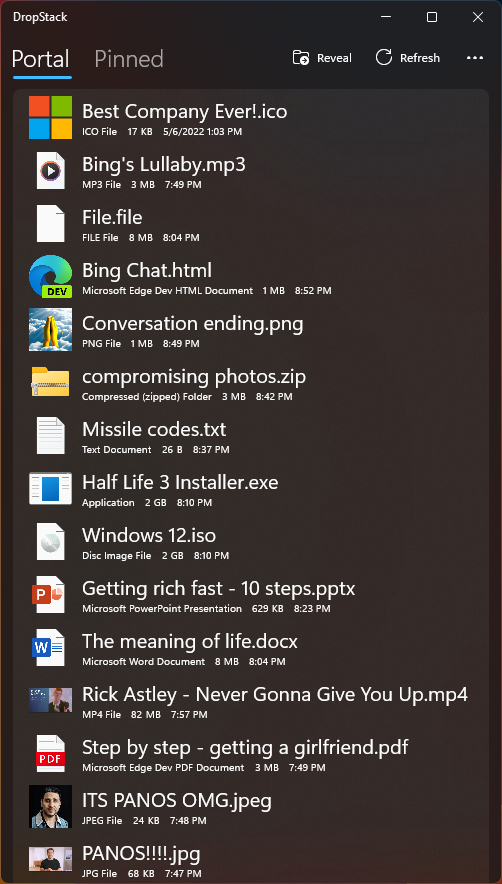 DropStack
Portal Pinned Reveal Refresh
Best Company Ever!.ico
ICO File 17 KB 5/6/2022 1:03 PM
Bing's Lullaby.mp3
MP3 File 3 MB 7:49 PM
File.file
FILE File 8 MB 8:04 PM
DEV
Bing Chat.html
Microsoft Edge Dev HTML Document 1 MB 8:52 PM
Conversation ending.png
PNG File 1 MB 8:49 PM
compromising photos.zip
Compressed (zipped) Folder 3 MB 8:42 PM
Missile codes.txt
Text Document 26 B 8:37 PM
Half Life 3 Installer.exe
Application 2 GB 8:10 PM
Windows 12.iso
Disc Image File 2 GB 8:10 PM
P
Getting rich fast - 10 steps.pptx
Microsoft PowerPoint Presentation 629 KB 8:23 PM
W
The meaning of life.docx
Microsoft Word Document 8 MB 8:04 PM
Rick Astley - Never Gonna Give You Up.mp4
MP4 File 82 MB 7:57 PM
PDF
Step by step - getting a girlfriend.pdf
Microsoft Edge Dev PDF Document 3 MB 7:49 PM
ITS PANOS OMG.jpeg
JPEG File 24 KB 7:48 PM
PANOS!!!!.jpg
JPG File 68 KB 7:47 PM